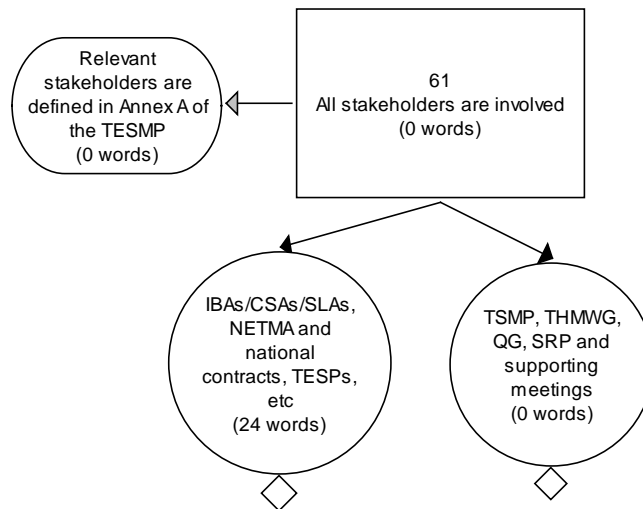 Relevant
stakeholders are
defined in Annex A of
the TESMP
(0 words)
61
All stakeholders are involved
(0 words)
IBAs/CSAs/SLAs,
NETMA and
national
contracts, TESPs,
etc
(24 words)
TSMP, THMWG,
QG, SRP and
supporting
meetings
(0 words)